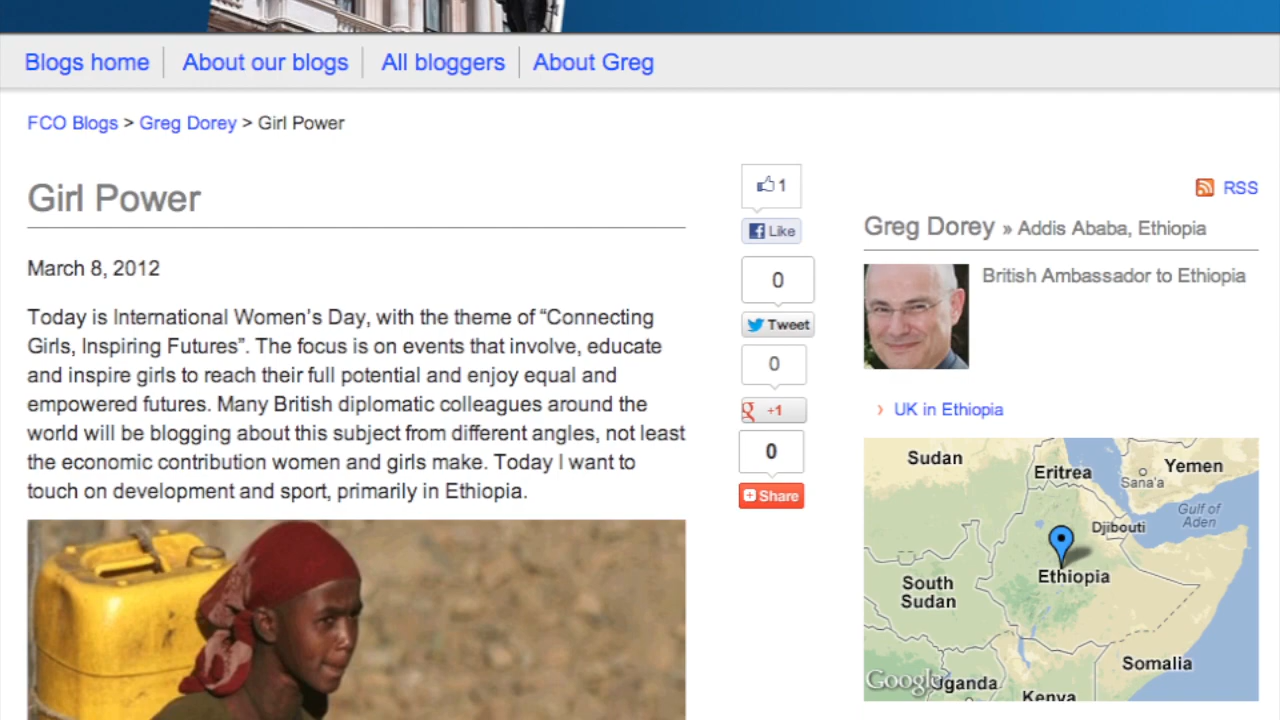 Blogs home
About our blogs
All bloggers
About Greg
FCO Blogs > Greg Dorey > Girl Power
Girl Power
March 8, 2012
Today is International Women’s Day, with the theme of “Connecting
Girls, Inspiring Futures”. The focus is on events that involve, educate
and inspire girls to reach their full potential and enjoy equal and
empowered futures. Many British diplomatic colleagues around the
world will be blogging about this subject from different angles, not least
the economic contribution women and girls make. Today I want to
touch on development and sport, primarily in Ethiopia.
1
Like
0
Tweet
0
+1
0
Share
RSS
Greg Dorey » Addis Ababa, Ethiopia
British Ambassador to Ethiopia
› UK in Ethiopia
Sudan
Eritrea
Yemen
Sana'a
Gulf of
Aden
Djibouti
Ethiopia
South
Sudan
Somalia
Google
Uganda
Kenya